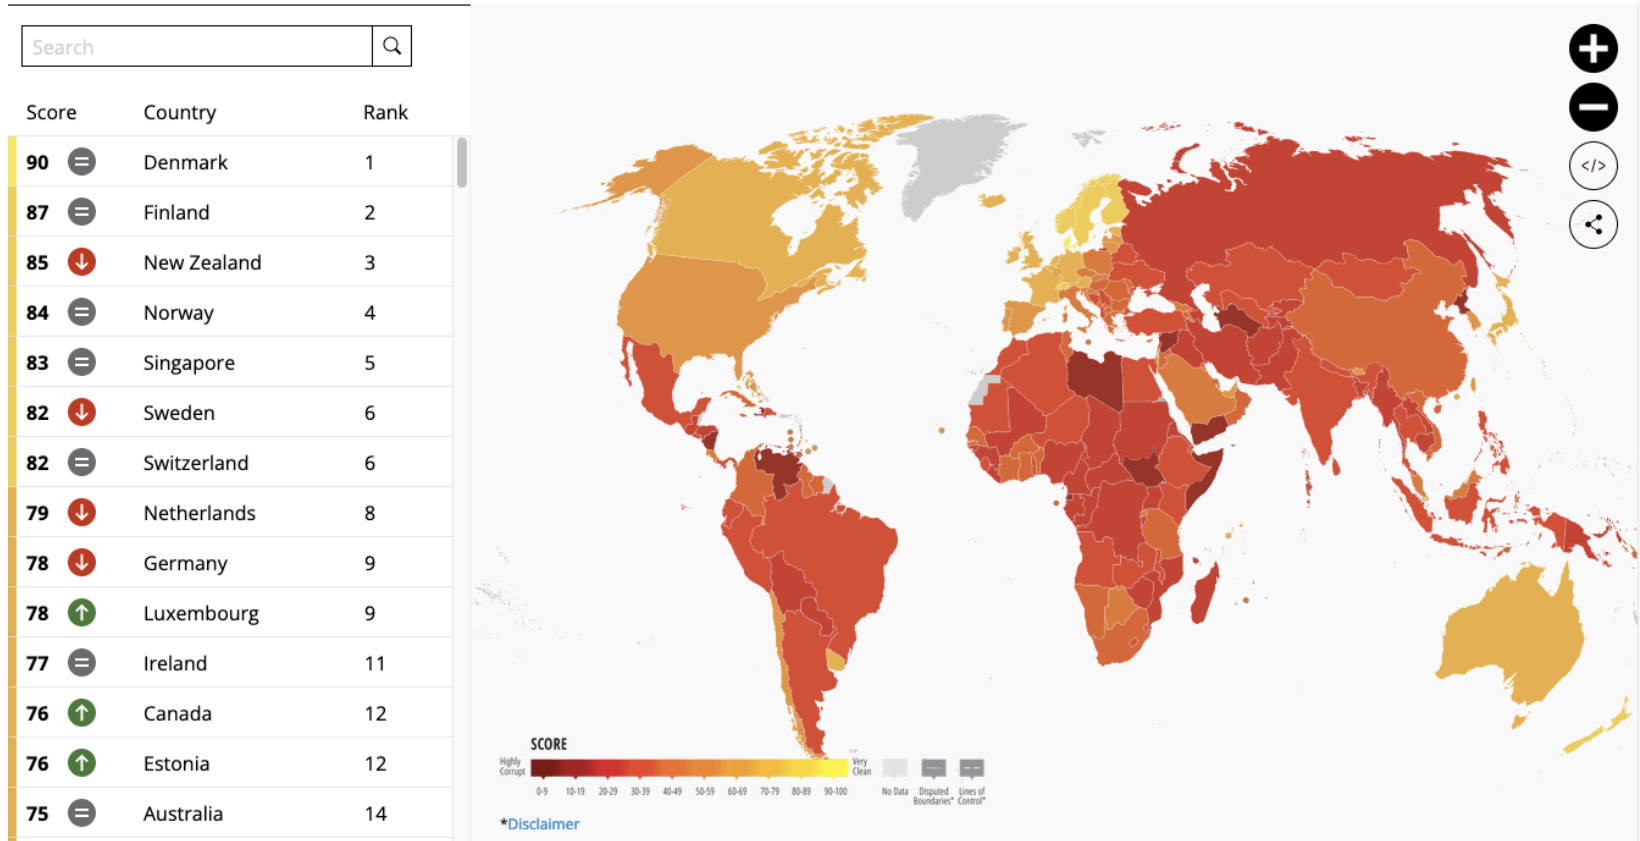 Search
Score Country Rank
90 Denmark 1
87 Finland 2
85 New Zealand 3
84 Norway 4
83 Singapore 5
82 Sweden 6
82 Switzerland 6
79 Netherlands 8
78 Germany 9
78 Luxembourg 9
77 Ireland 11
76 Canada 12
76 Estonia 12
75 Australia 14
</>
SCORE
Highly
Corrupt
Very
Clean
0-9 10-19 20-29 30-39 40-49 50-59 60-69 70-79 80-89 90-100
No Data
Disputed
Boundaries*
Lines of
Control*
*Disclaimer